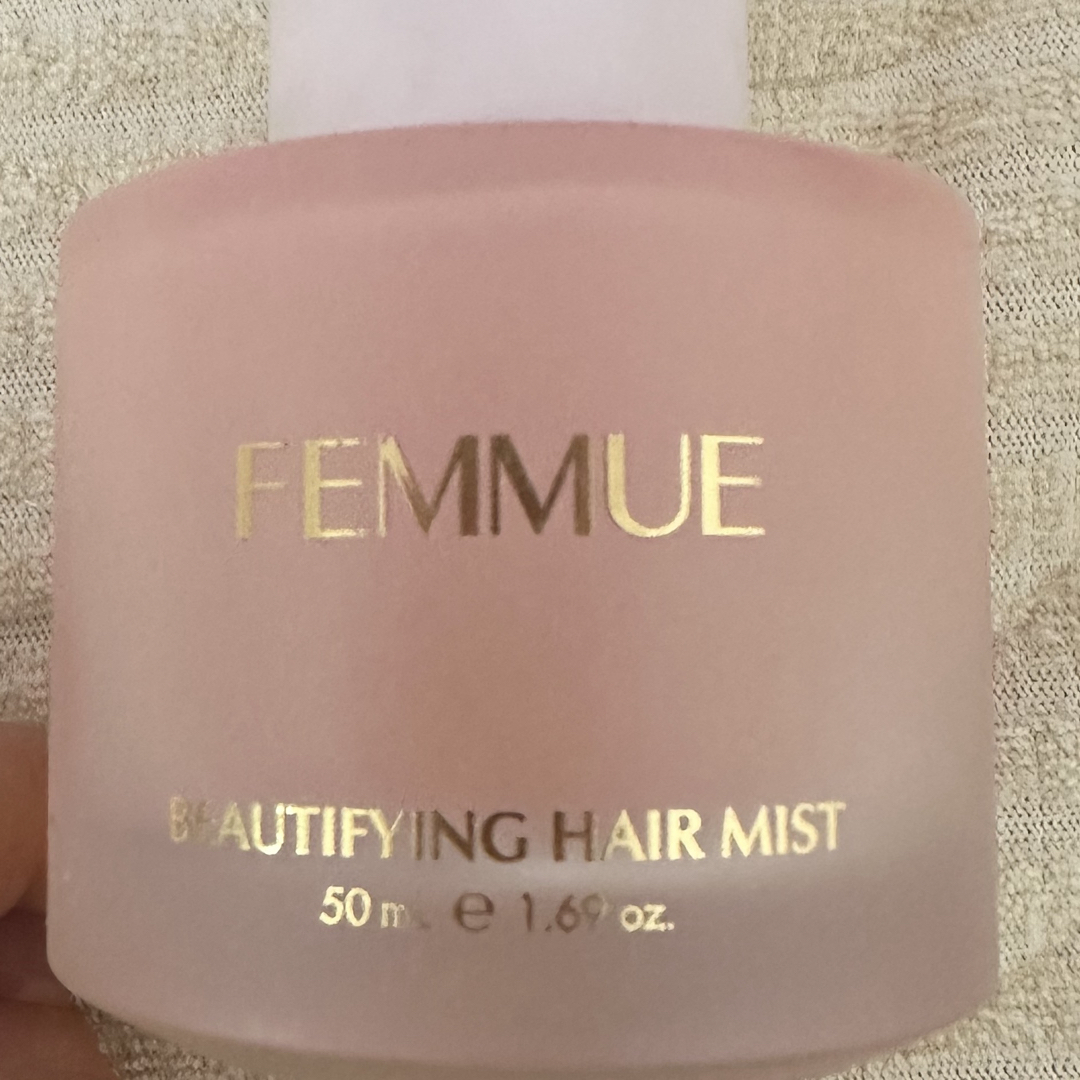 FEMMUE
BEAUTIFYING HAIR MIST
50 mL e 1.69 oz.